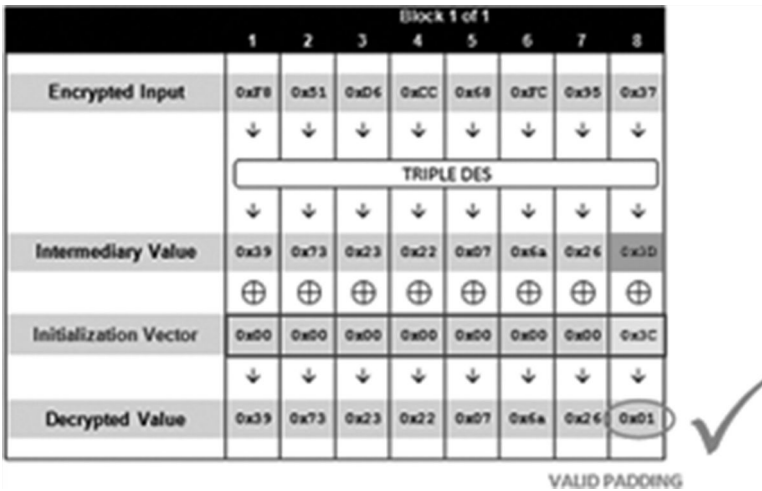 Block 1 of 1
1 2 3 4 5 6 7 8
Encrypted Input 0xF8 0x51 0xD6 0xCC 0x68 0xFC 0x95 0x37
TRIPLE DES
Intermediary Value 0x39 0x73 0x23 0x22 0x07 0x6a 0x26 0x3D
Initialization Vector 0x00 0x00 0x00 0x00 0x00 0x00 0x00 0x3C
Decrypted Value 0x39 0x73 0x23 0x22 0x07 0x6a 0x26 0x01
VALID PADDING